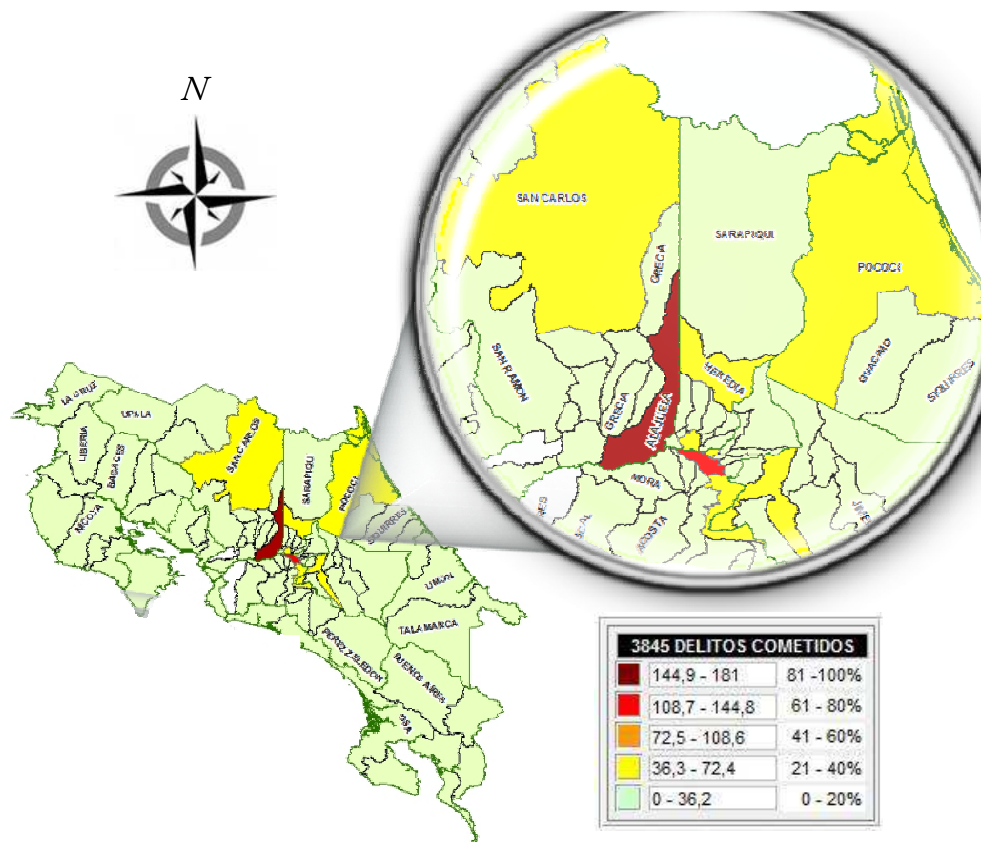 N
SAN CARLOS
SARAPIQUI
GRECIA
POCOCI
SAN RAMON
HEREDIA
GUACIMO
SIQUIRRES
GRECIA
ALAJUELA
MORA
ACOSTA
LA CRUZ
UPALA
LIBERIA
BAGACES
SAN CARLOS
SARAPIQUI
POCOCI
NICOYA
SIQUIRRES
LIMON
TALAMANCA
PEREZ ZELEDON
BUENOS AIRES
OSA
3845 DELITOS COMETIDOS
144,9 - 181 81 -100%
108,7 - 144,8 61 - 80%
72,5 - 108,6 41 - 60%
36,3 - 72,4 21 - 40%
0 - 36,2 0 - 20%